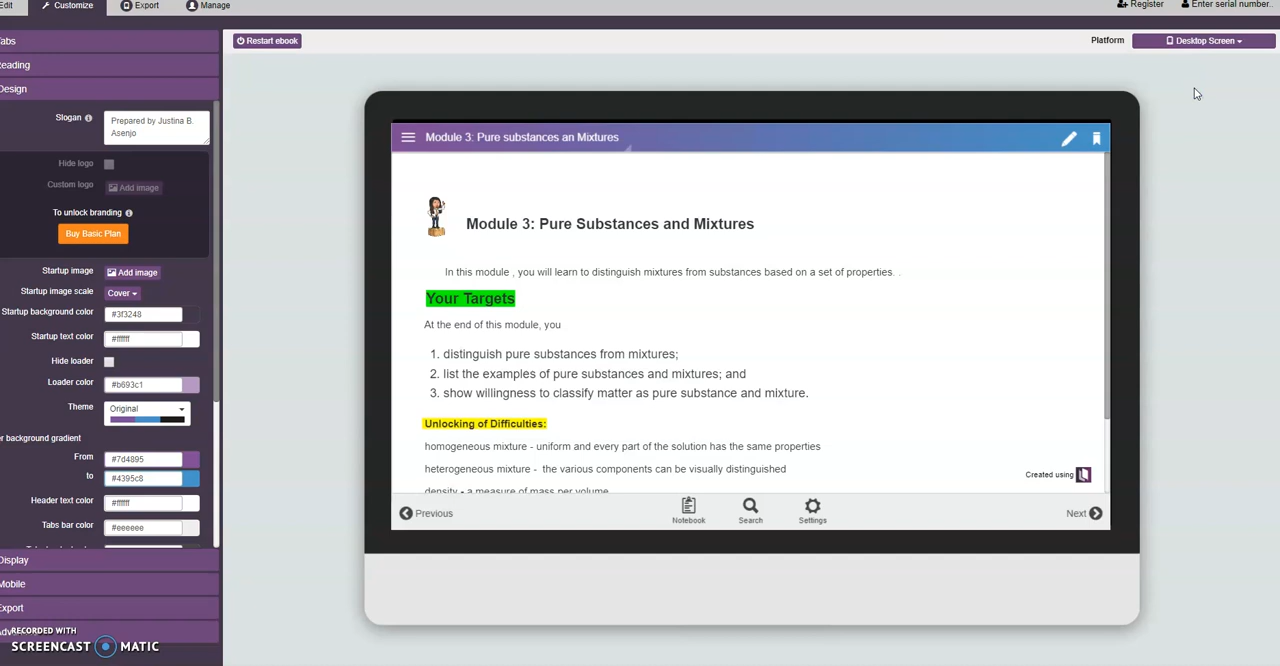 Edit
Customize
Export
Manage
Register
Enter serial number..
Tabs
Restart ebook
Platform
Desktop Screen
Reading
Design
Slogan
Prepared by Justina B.
Asenjo
Hide logo
Custom logo
Add image
To unlock branding
Buy Basic Plan
Startup image
Add image
Startup image scale
Cover
Startup background color
#3f3248
Startup text color
#ffffff
Hide loader
Loader color
#b693c1
Theme
Original
er background gradient
From
#7d4895
to
#4395c8
Header text color
#ffffff
Tabs bar color
#eeeeee
Display
Mobile
Export
RECORDED WITH
SCREENCAST MATIC
Module 3: Pure substances an Mixtures
Module 3: Pure Substances and Mixtures
In this module , you will learn to distinguish mixtures from substances based on a set of properties. .
Your Targets
At the end of this module, you
1. distinguish pure substances from mixtures;
2. list the examples of pure substances and mixtures; and
3. show willingness to classify matter as pure substance and mixture.
Unlocking of Difficulties:
homogeneous mixture - uniform and every part of the solution has the same properties
heterogeneous mixture - the various components can be visually distinguished
density - a measure of mass per volume
Created using
Previous
Notebook
Search
Settings
Next